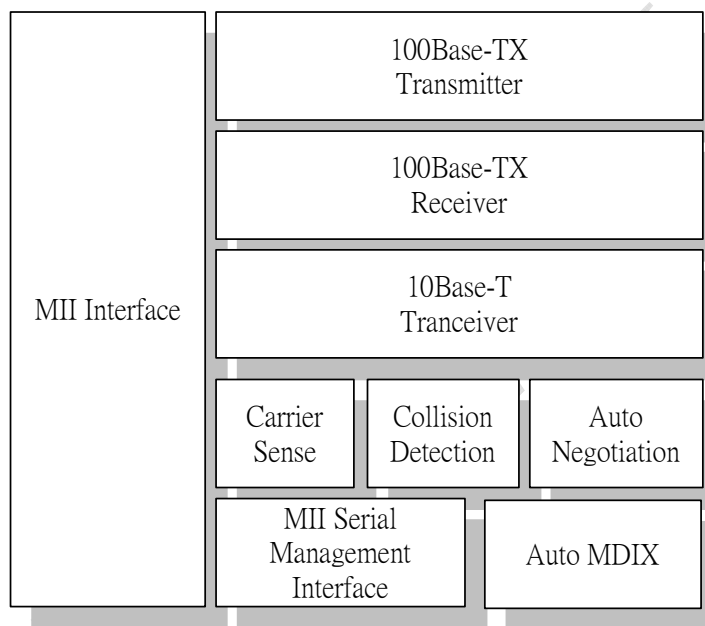 MII Interface
100Base-TX
Transmitter
100Base-TX
Receiver
10Base-T
Tranceiver
Carrier
Sense
Collision
Detection
Auto
Negotiation
MII Serial
Management
Interface
Auto MDIX